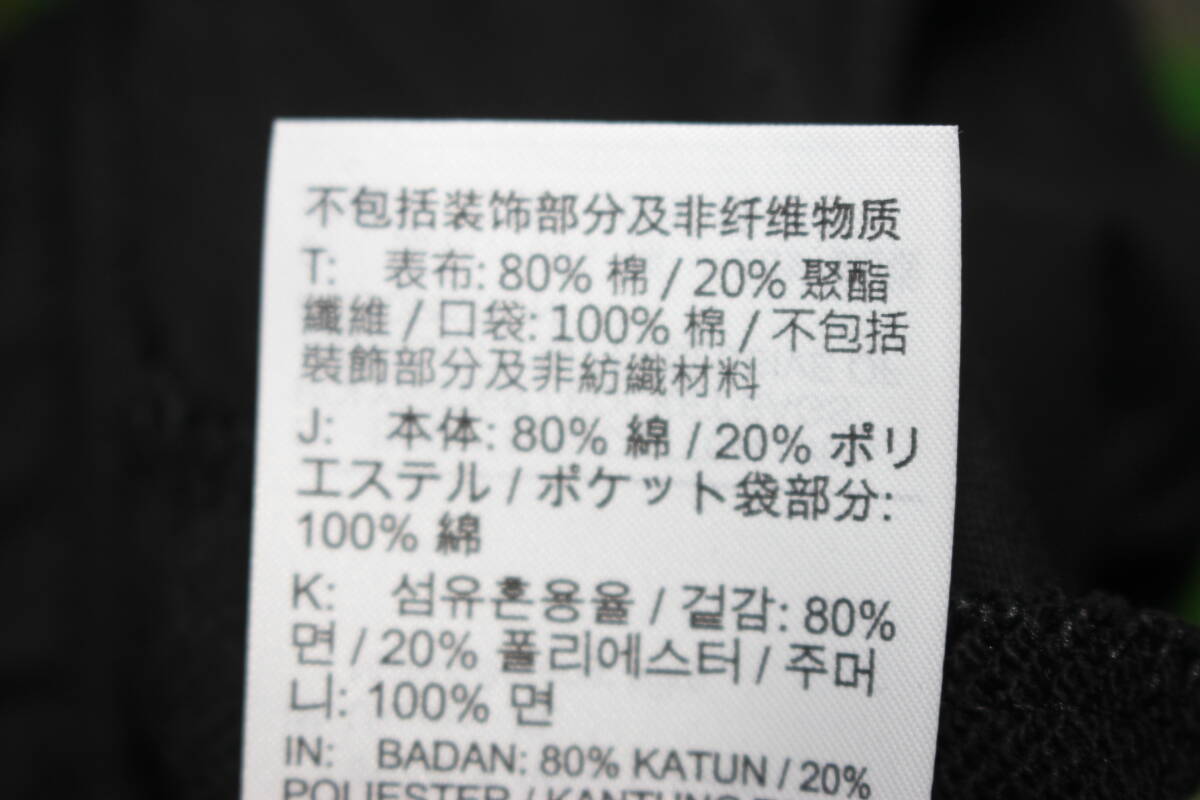 不包括装饰部分及非纤维物质
T: 表布: 80% 棉 / 20% 聚酯
纖維 / 口袋: 100% 棉 / 不包括
裝飾部分及非紡織材料
J: 本体: 80% 綿 / 20% ポリ
エステル / ポケット袋部分:
100% 綿
K: 섬유혼용율 / 겉감: 80%
면 / 20% 폴리에스터 / 주머
니: 100% 면
IN: BADAN: 80% KATUN / 20%
POLIESTER / KANTUNG